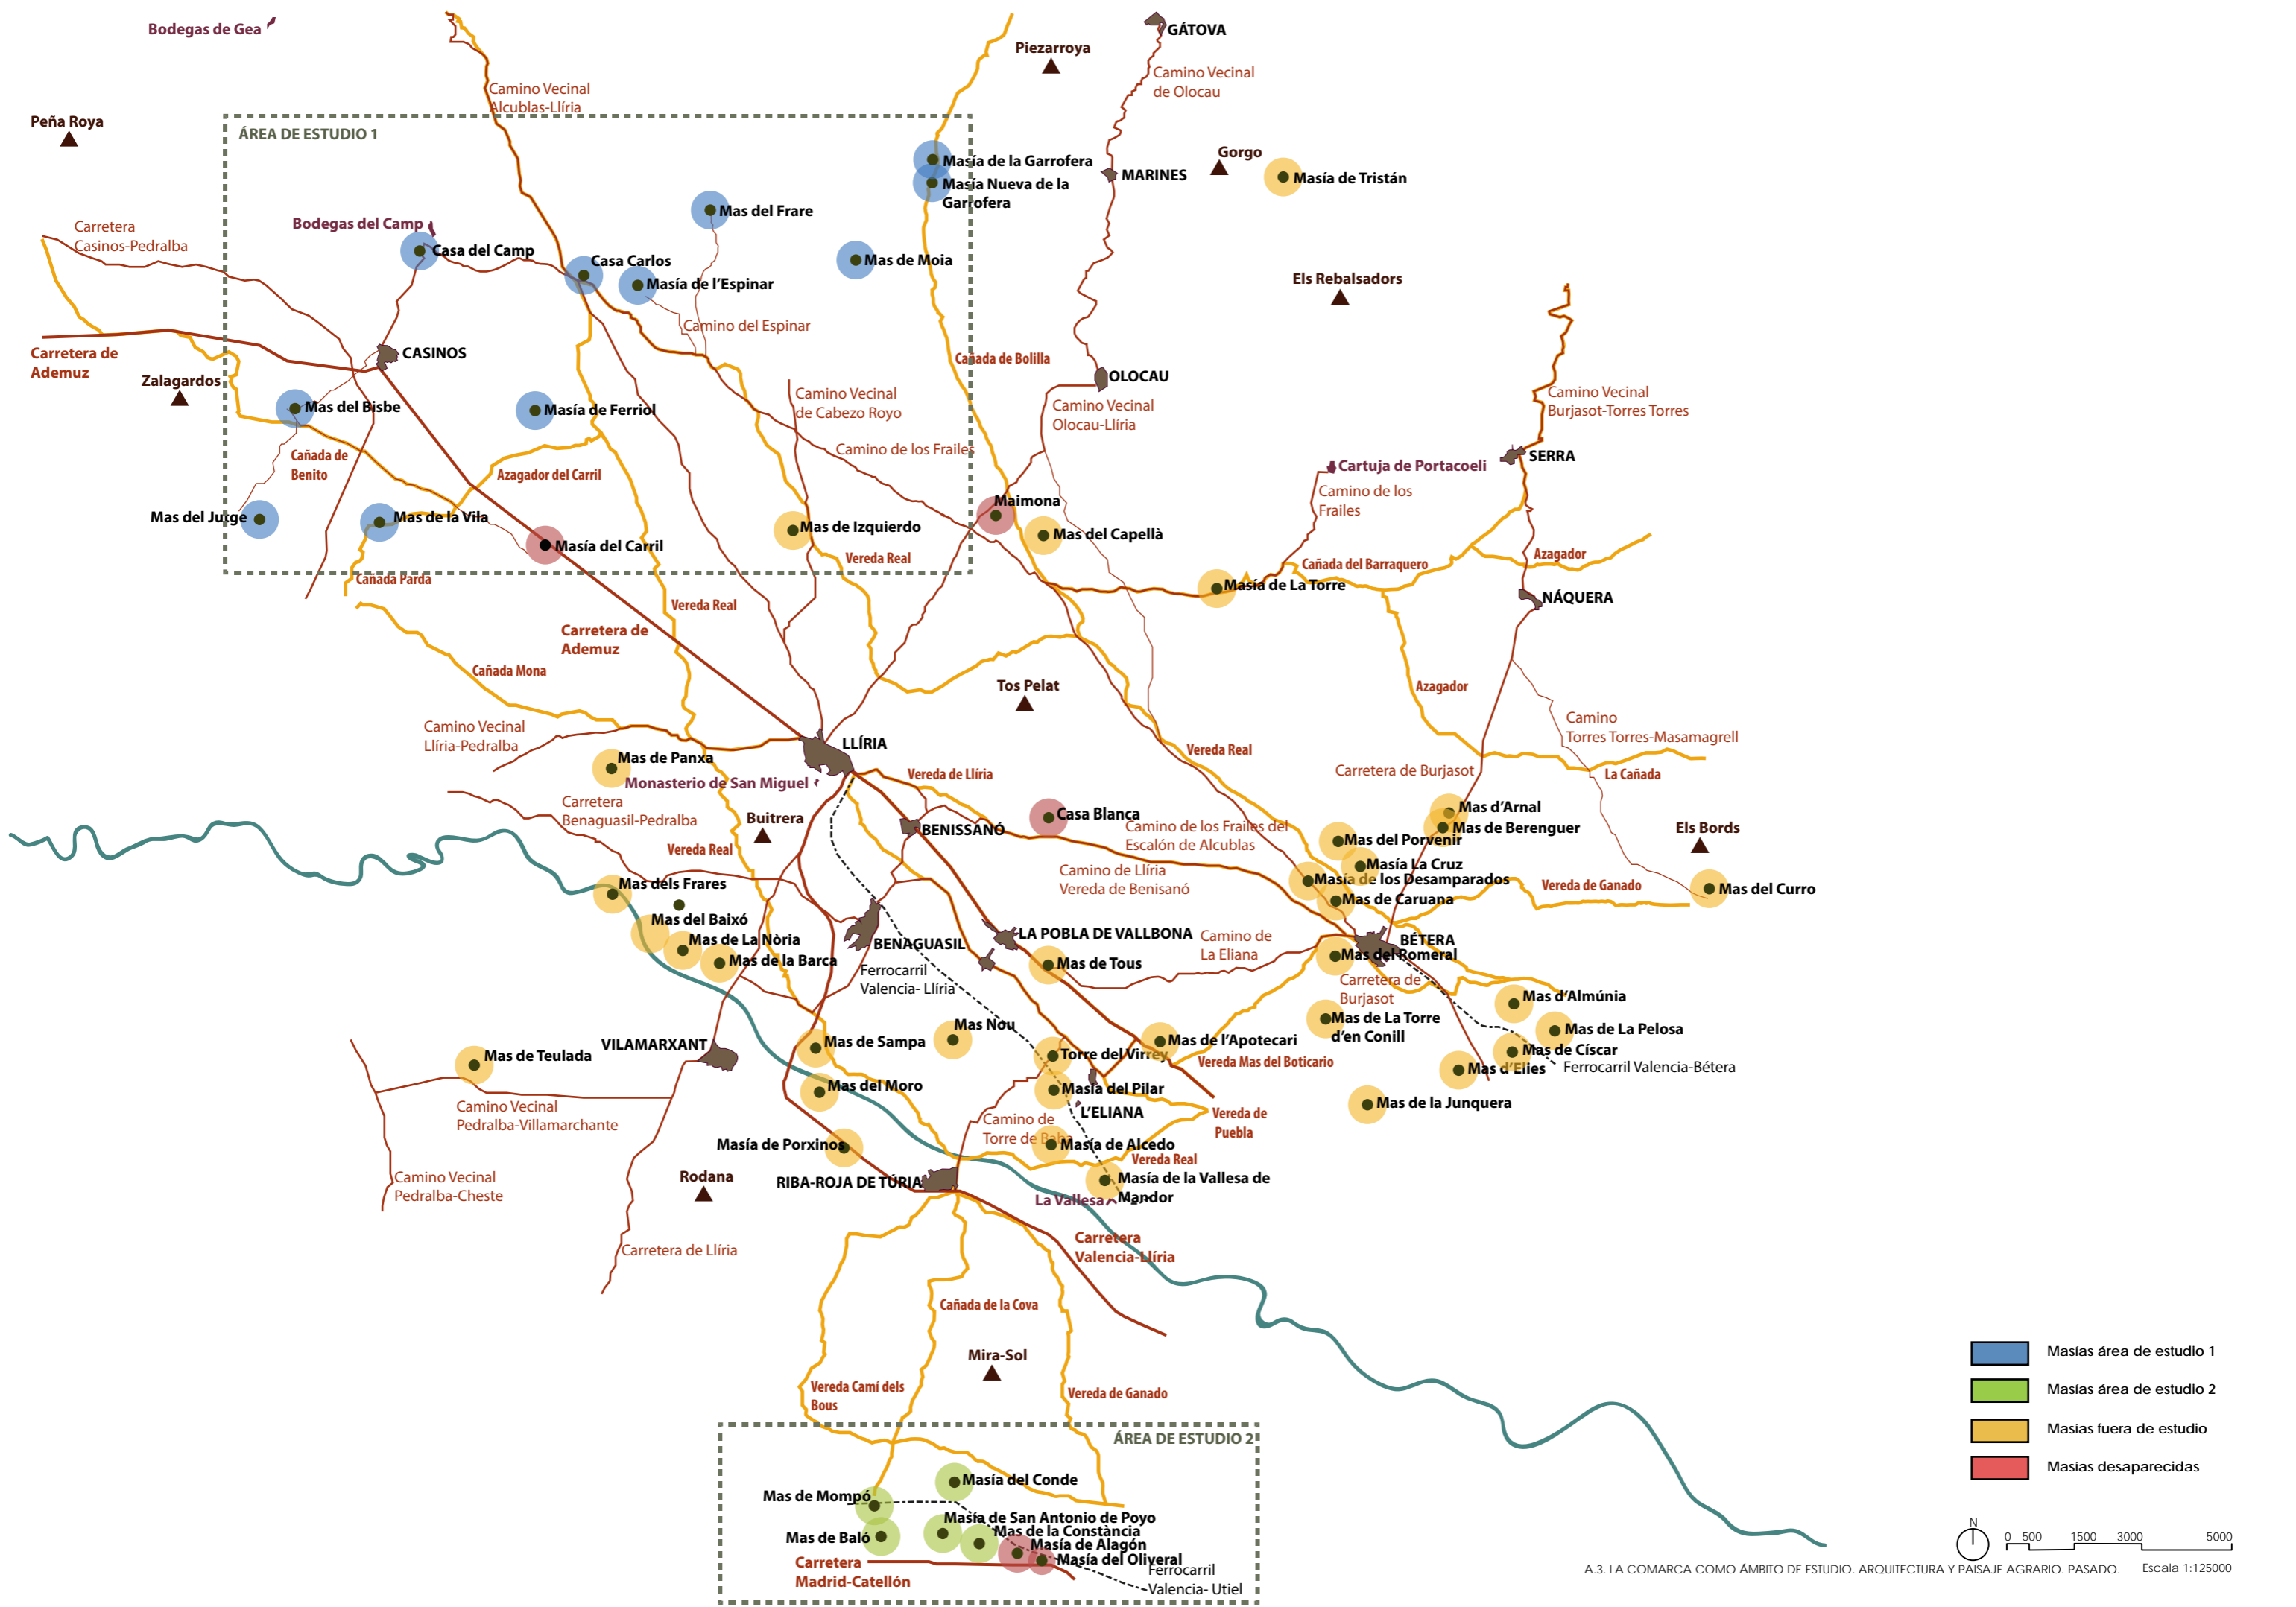 Bodegas de Gea
GÁTOVA
Piezarroya
Camino Vecinal
de Olocau
Camino Vecinal
Alcublas-Llíria
Peña Roya
ÁREA DE ESTUDIO 1
Gorgo
Masía de la Garrofera
MARINES
Masía de Tristán
Masía Nueva de la
Garrofera
Mas del Frare
Bodegas del Camp
Carretera
Casinos-Pedralba
Casa del Camp
Casa Carlos
Mas de Moia
Masía de l'Espinar
Els Rebalsadors
Camino del Espinar
Carretera de
Ademuz
CASINOS
Cañada de Bolilla
Zalagardos
OLOCAU
Camino Vecinal
de Cabezo Royo
Camino Vecinal
Olocau-Llíria
Camino Vecinal
Burjasot-Torres Torres
Mas del Bisbe
Masía de Ferriol
Camino de los Frailes
Cañada de
Benito
Azagador del Carril
SERRA
Cartuja de Portacoeli
Camino de los
Frailes
Maimona
Mas del Jutge
Mas de la Vila
Mas de Izquierdo
Mas del Capellà
Masía del Carril
Vereda Real
Azagador
Cañada del Barraquero
Cañada Parda
Masía de La Torre
NÁQUERA
Vereda Real
Carretera de
Ademuz
Cañada Mona
Tos Pelat
Azagador
Camino
Torres Torres-Masamagrell
Camino Vecinal
Llíria-Pedralba
LLÍRIA
Vereda Real
Mas de Panxa
Monasterio de San Miguel
Vereda de Llíria
Carretera de Burjasot
La Cañada
Carretera
Benaguasil-Pedralba
Buitrera
Casa Blanca
Mas d'Arnal
BENISSANÓ
Camino de los Frailes del
Escalón de Alcublas
Mas de Berenguer
Mas del Porvenir
Els Bords
Vereda Real
Camino de Llíria
Vereda de Benisanó
Masía La Cruz
Masía de los Desamparados
Vereda de Ganado
Mas del Curro
Mas dels Frares
Mas de Caruana
Mas del Baixó
Mas de La Nòria
BENAGUASIL
LA POBLA DE VALLBONA
Camino de
La Eliana
BÉTERA
Mas del Romeral
Mas de la Barca
Mas de Tous
Ferrocarril
Valencia- Llíria
Carretera de
Burjasot
Mas d'Almúnia
Mas de La Torre
d'en Conill
Mas Nou
Mas de La Pelosa
VILAMARXANT
Mas de Sampa
Mas de l'Apotecari
Mas de Teulada
Torre del Virrey
Mas de Císcar
Vereda Mas del Boticario
Mas d'Elies
Ferrocarril Valencia-Bétera
Mas del Moro
Masía del Pilar
Mas de la Junquera
Camino Vecinal
Pedralba-Villamarchante
L'ELIANA
Vereda de
Puebla
Camino de
Torre de Baba
Masía de Porxinos
Masía de Alcedo
Vereda Real
Camino Vecinal
Pedralba-Cheste
Rodana
RIBA-ROJA DE TÚRIA
Masía de la Vallesa de
Mandor
La Vallesa
Carretera de Llíria
Carretera
Valencia-Llíria
Cañada de la Cova
Mira-Sol
Vereda Camí dels
Bous
Vereda de Ganado
ÁREA DE ESTUDIO 2
Masía del Conde
Mas de Mompó
Masía de San Antonio de Poyo
Mas de la Constància
Mas de Baló
Masía de Alagón
Masía del Oliveral
Carretera
Madrid-Catellón
Ferrocarril
Valencia- Utiel
Masías área de estudio 1
Masías área de estudio 2
Masías fuera de estudio
Masías desaparecidas
N
0 500 1500 3000 5000
A.3. LA COMARCA COMO ÁMBITO DE ESTUDIO. ARQUITECTURA Y PAISAJE AGRARIO. PASADO. Escala 1:125000